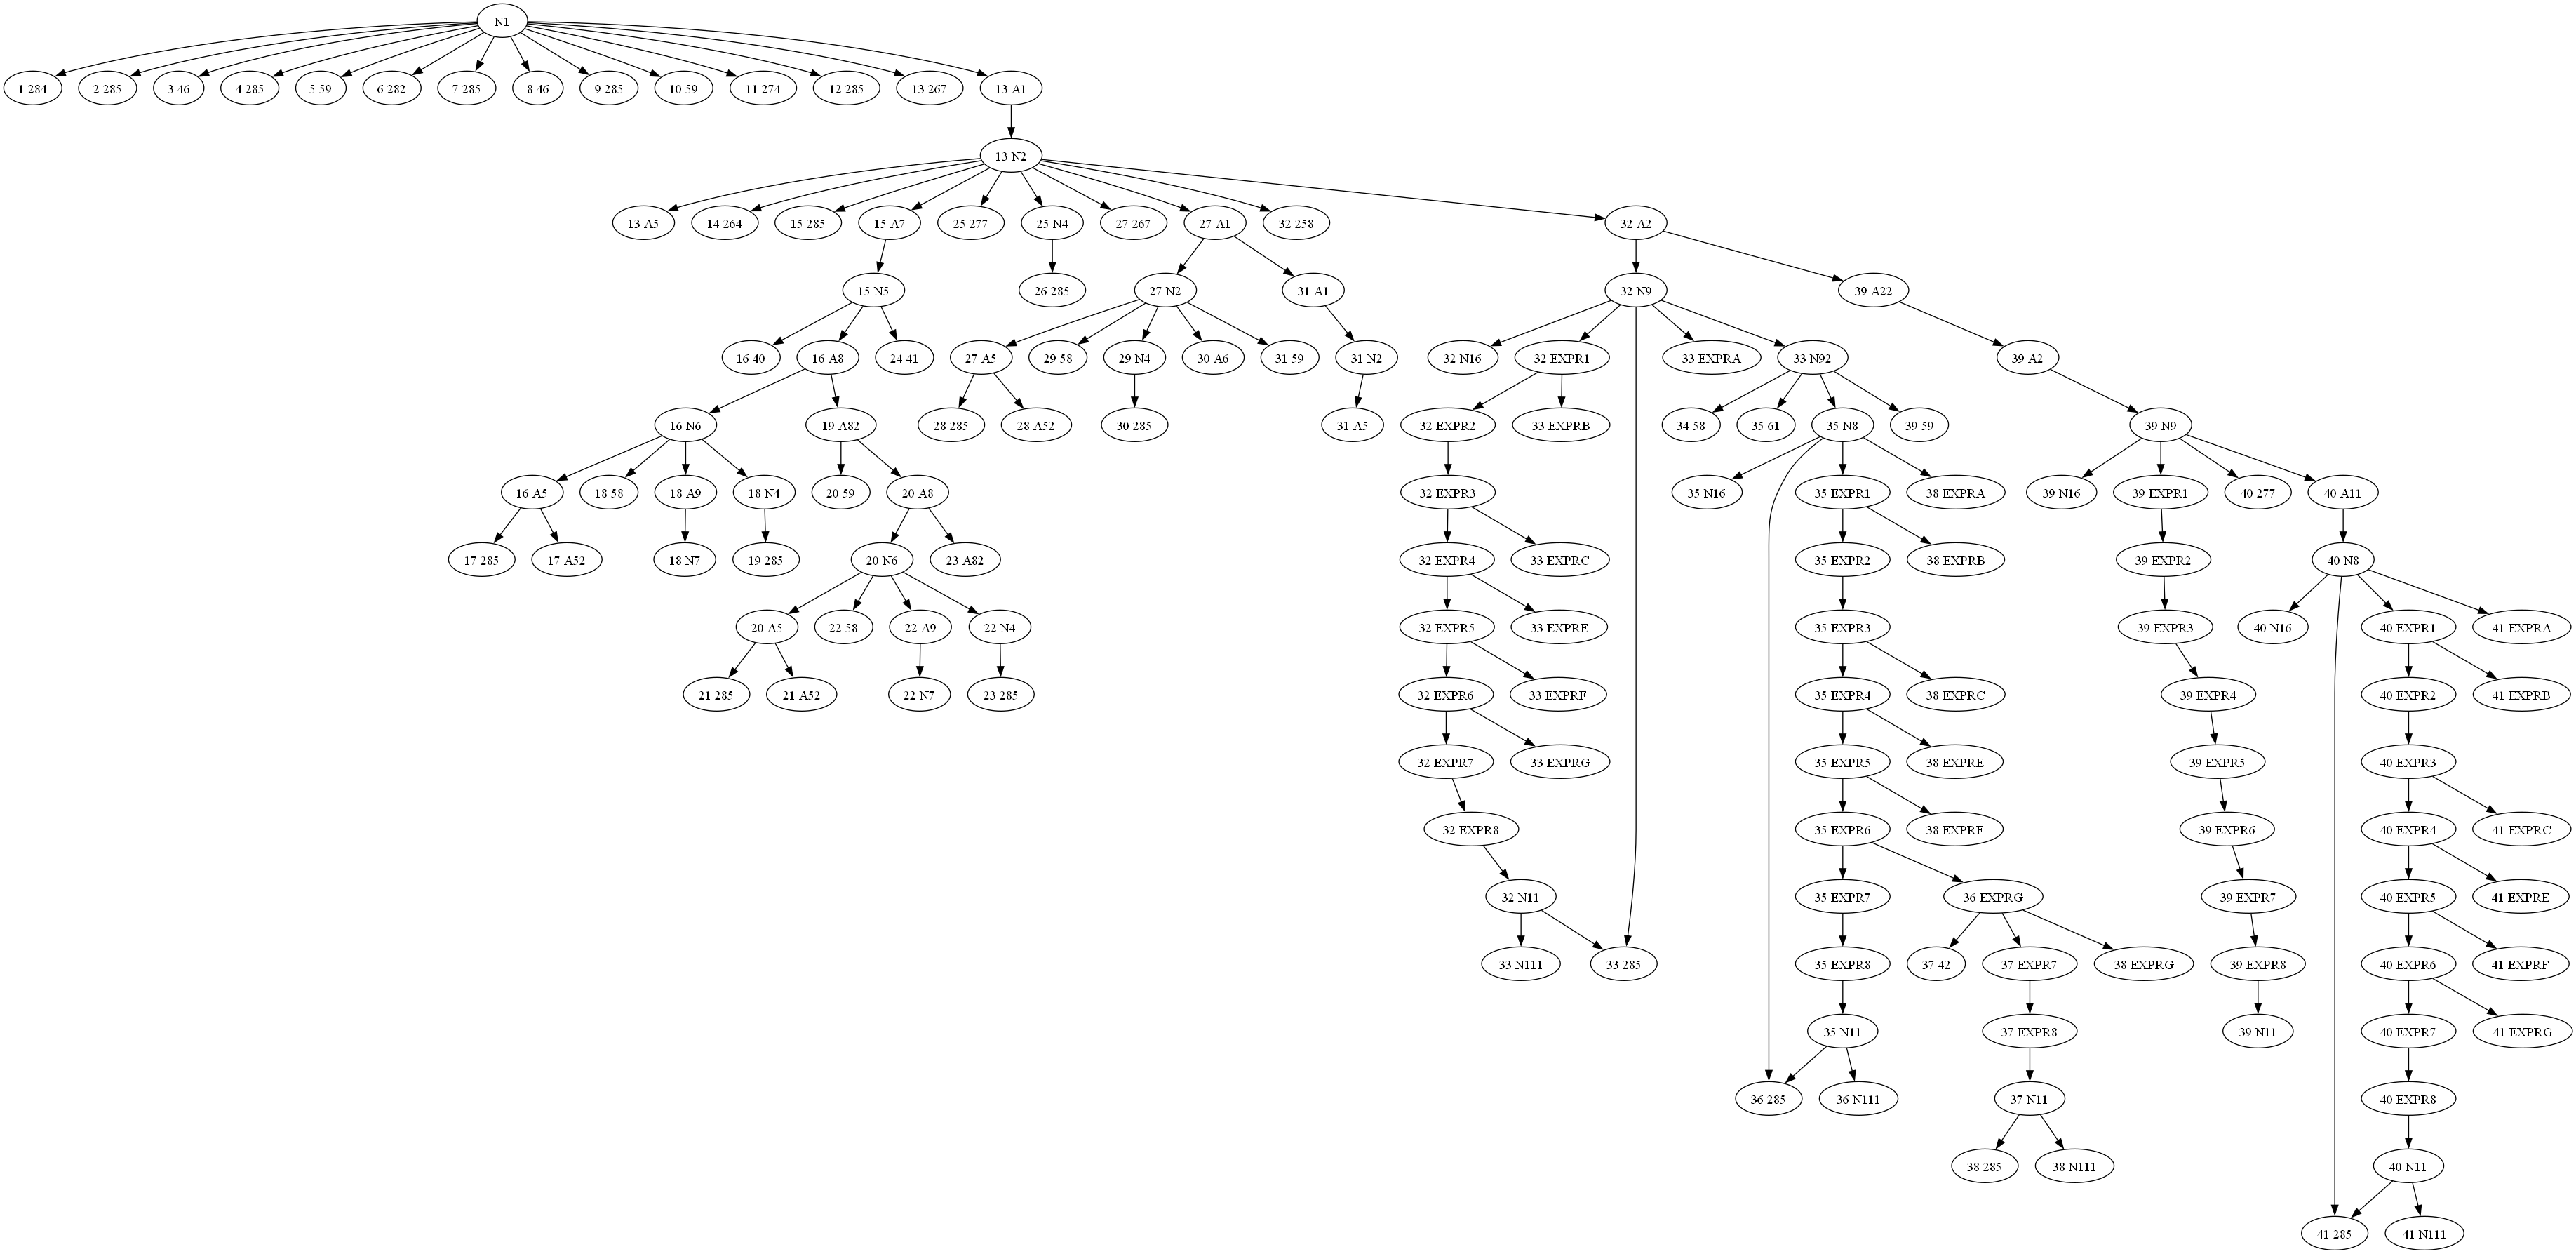 N1
1 284
2 285
3 46
4 285
5 59
6 282
7 285
8 46
9 285
10 59
11 274
12 285
13 267
13 A1
13 N2
13 A5
14 264
15 285
15 A7
25 277
25 N4
27 267
27 A1
32 258
32 A2
15 N5
26 285
27 N2
31 A1
32 N9
39 A22
16 40
16 A8
24 41
27 A5
29 58
29 N4
30 A6
31 59
31 N2
32 N16
32 EXPR1
33 EXPRA
33 N92
39 A2
16 N6
19 A82
28 285
28 A52
30 285
31 A5
32 EXPR2
33 EXPRB
34 58
35 61
35 N8
39 59
39 N9
16 A5
18 58
18 A9
18 N4
20 59
20 A8
32 EXPR3
35 N16
35 EXPR1
38 EXPRA
39 N16
39 EXPR1
40 277
40 A11
17 285
17 A52
18 N7
19 285
20 N6
23 A82
32 EXPR4
33 EXPRC
35 EXPR2
38 EXPRB
39 EXPR2
40 N8
20 A5
22 58
22 A9
22 N4
32 EXPR5
33 EXPRE
35 EXPR3
39 EXPR3
40 N16
40 EXPR1
41 EXPRA
21 285
21 A52
22 N7
23 285
32 EXPR6
33 EXPRF
35 EXPR4
38 EXPRC
39 EXPR4
40 EXPR2
41 EXPRB
32 EXPR7
33 EXPRG
35 EXPR5
38 EXPRE
39 EXPR5
40 EXPR3
32 EXPR8
35 EXPR6
38 EXPRF
39 EXPR6
40 EXPR4
41 EXPRC
32 N11
35 EXPR7
36 EXPRG
39 EXPR7
40 EXPR5
41 EXPRE
33 N111
33 285
35 EXPR8
37 42
37 EXPR7
38 EXPRG
39 EXPR8
40 EXPR6
41 EXPRF
35 N11
37 EXPR8
39 N11
40 EXPR7
41 EXPRG
36 285
36 N111
37 N11
40 EXPR8
38 285
38 N111
40 N11
41 285
41 N111